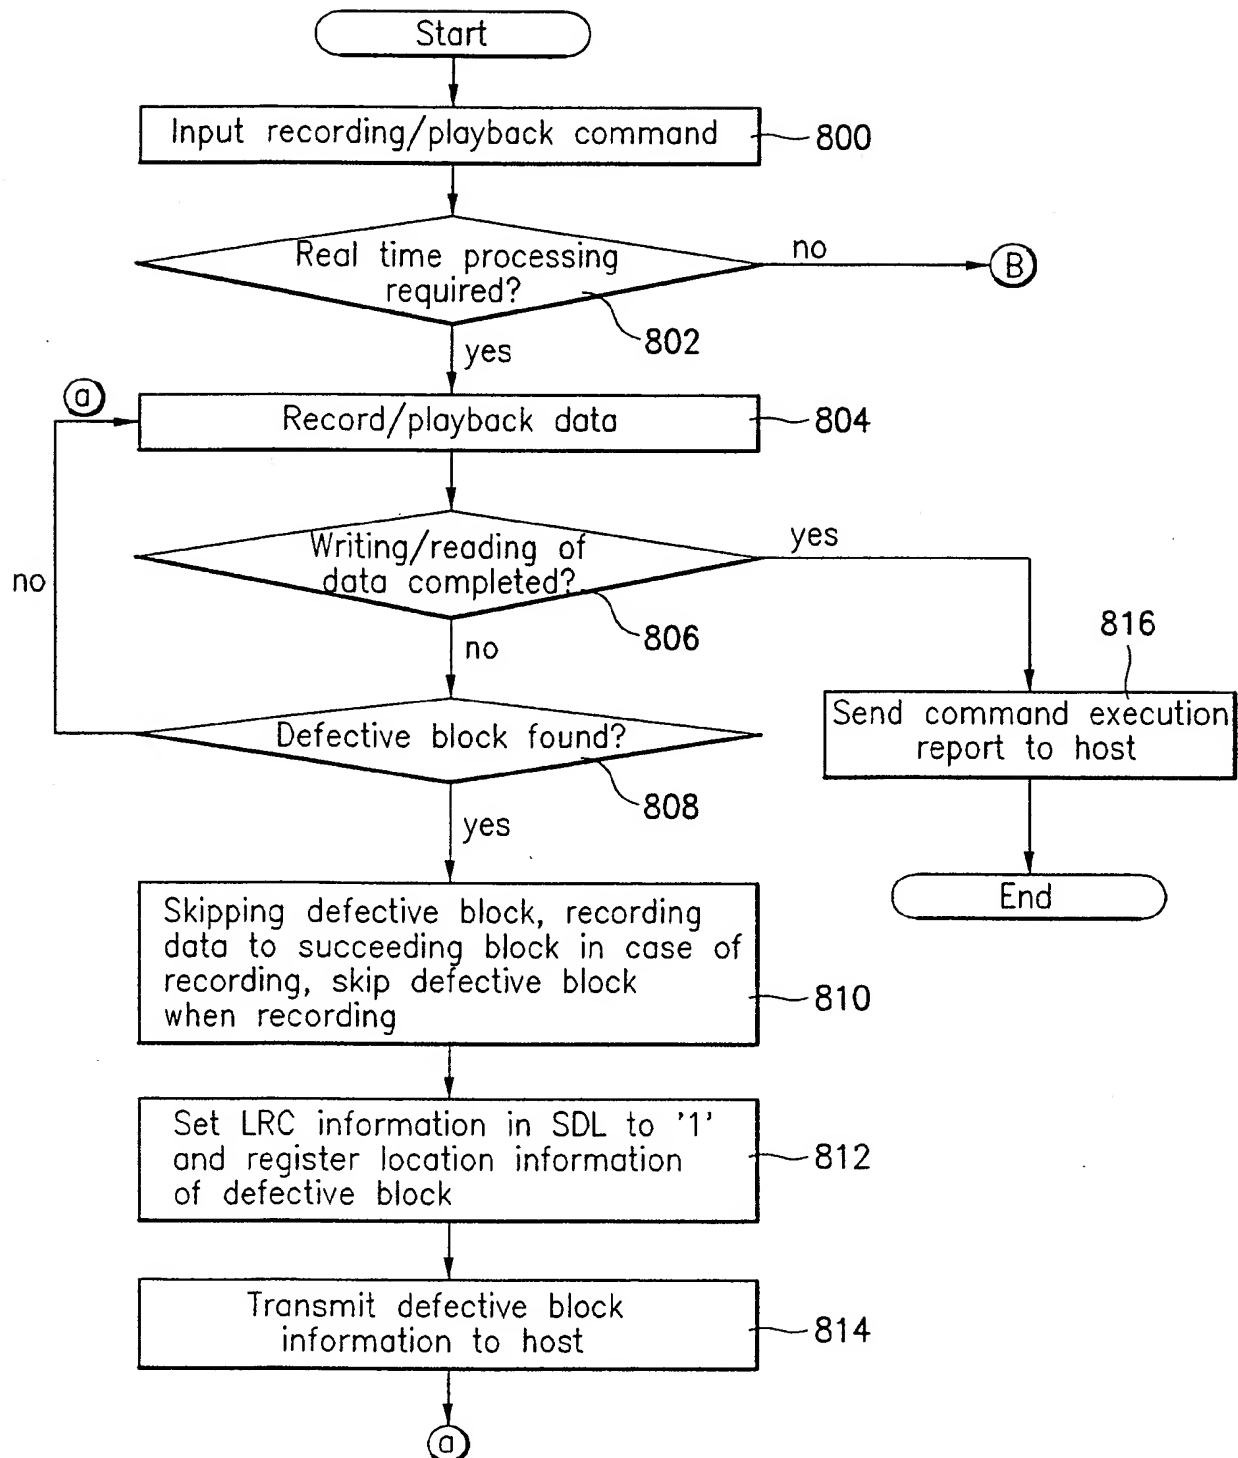 Start
Input recording/playback command
800
Real time processing
required?
no
B
802
yes
a
Record/playback data
804
Writing/reading of
data completed?
yes
no
806
no
816
Defective block found?
Send command execution
report to host
808
yes
End
Skipping defective block, recording
data to succeeding block in case of
recording, skip defective block
when recording
810
Set LRC information in SDL to '1'
and register location information
of defective block
812
Transmit defective block
information to host
814
a